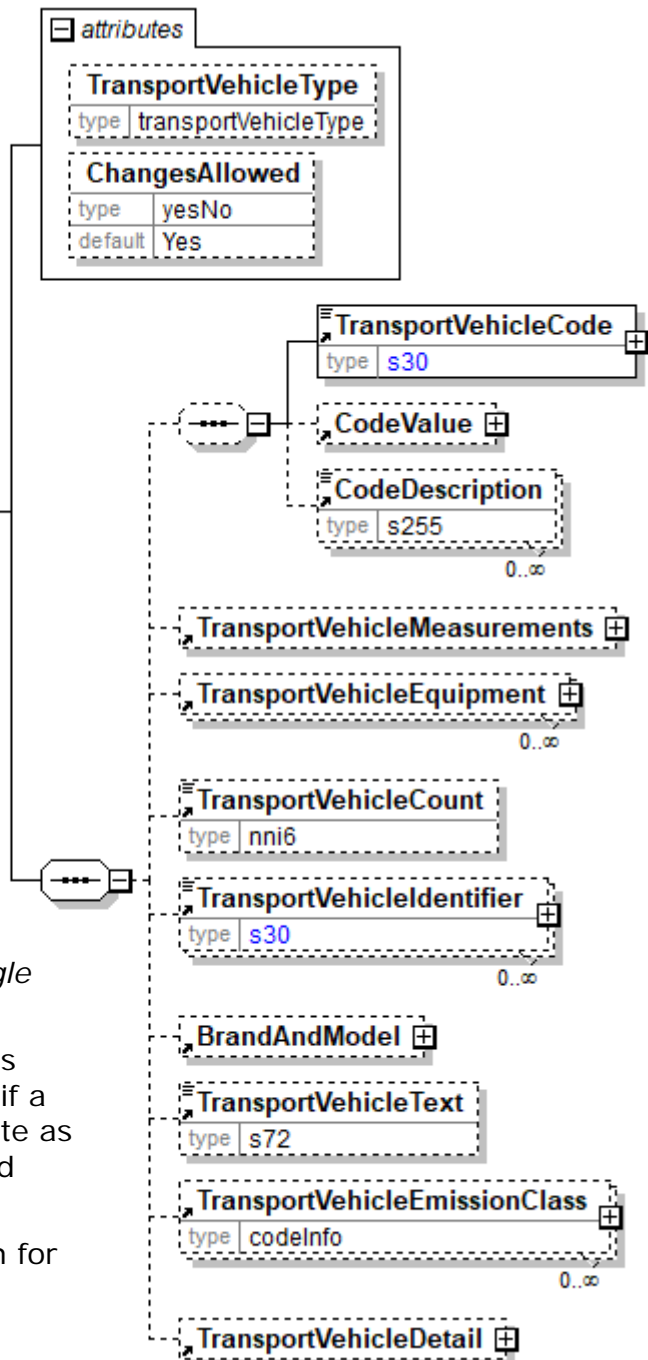 attributes
TransportVehicleType
type transportVehicleType
ChangesAllowed
type yesNo
default Yes
TransportVehicleCode
type s30
CodeValue
CodeDescription
type s255
0..∞
TransportVehicleMeasurements
TransportVehicleEquipment
0..∞
TransportVehicleCount
type nni6
TransportVehicleIdentifier
type s30
0..∞
gle
BrandAndModel
s
if a
te as
d
TransportVehicleText
type s72
n for
TransportVehicleEmissionClass
type codeInfo
0..∞
TransportVehicleDetail